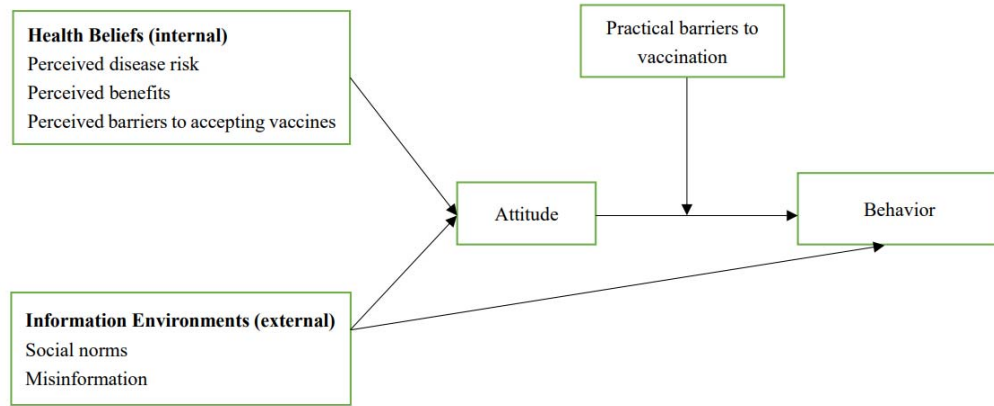 Health Beliefs (internal)
Perceived disease risk
Perceived benefits
Perceived barriers to accepting vaccines
Practical barriers to
vaccination
Attitude
Behavior
Information Environments (external)
Social norms
Misinformation